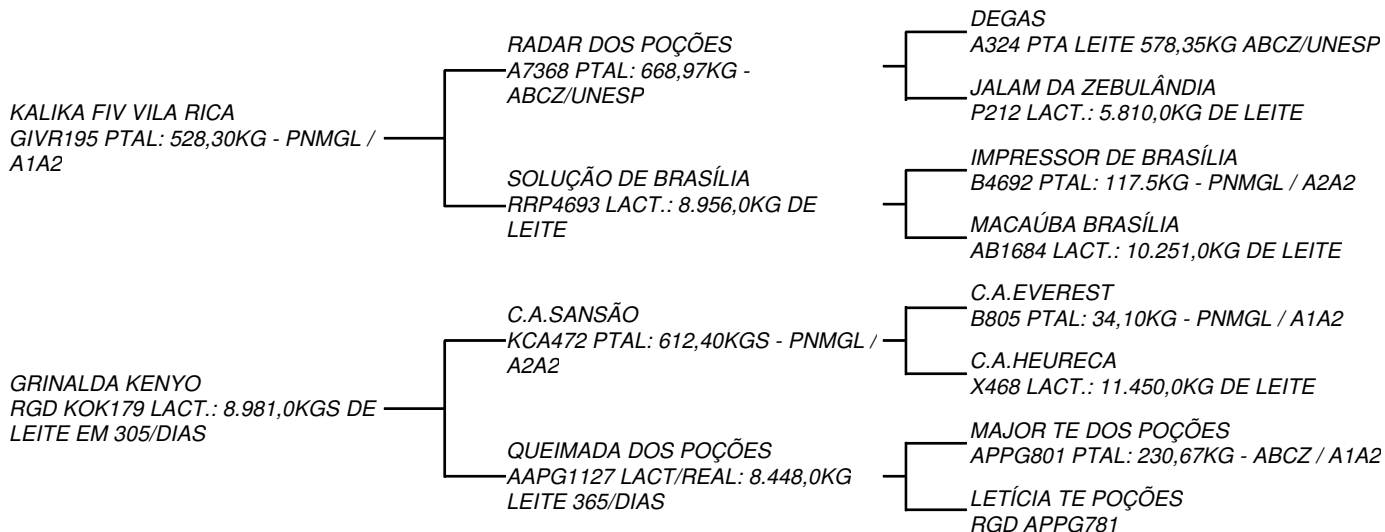 KALIKA FIV VILA RICA
GIVR195 PTAL: 528,30KG - PNMGL /
A1A2
RADAR DOS POÇÕES
A7368 PTAL: 668,97KG -
ABCZ/UNESP
DEGAS
A324 PTA LEITE 578,35KG ABCZ/UNESP
JALAM DA ZEBULÂNDIA
P212 LACT.: 5.810,0KG DE LEITE
SOLUÇÃO DE BRASÍLIA
RRP4693 LACT.: 8.956,0KG DE
LEITE
IMPRESSOR DE BRASÍLIA
B4692 PTAL: 117.5KG - PNMGL / A2A2
MACAÚBA BRASÍLIA
AB1684 LACT.: 10.251,0KG DE LEITE
GRINALDA KENYO
RGD KOK179 LACT.: 8.981,0KGS DE
LEITE EM 305/DIAS
C.A.SANSÃO
KCA472 PTAL: 612,40KGS - PNMGL /
A2A2
C.A.EVEREST
B805 PTAL: 34,10KG - PNMGL / A1A2
C.A.HEURECA
X468 LACT.: 11.450,0KG DE LEITE
QUEIMADA DOS POÇÕES
AAPG1127 LACT/REAL: 8.448,0KG
LEITE 365/DIAS
MAJOR TE DOS POÇÕES
APPG801 PTAL: 230,67KG - ABCZ / A1A2
LETÍCIA TE POÇÕES
RGD APPG781